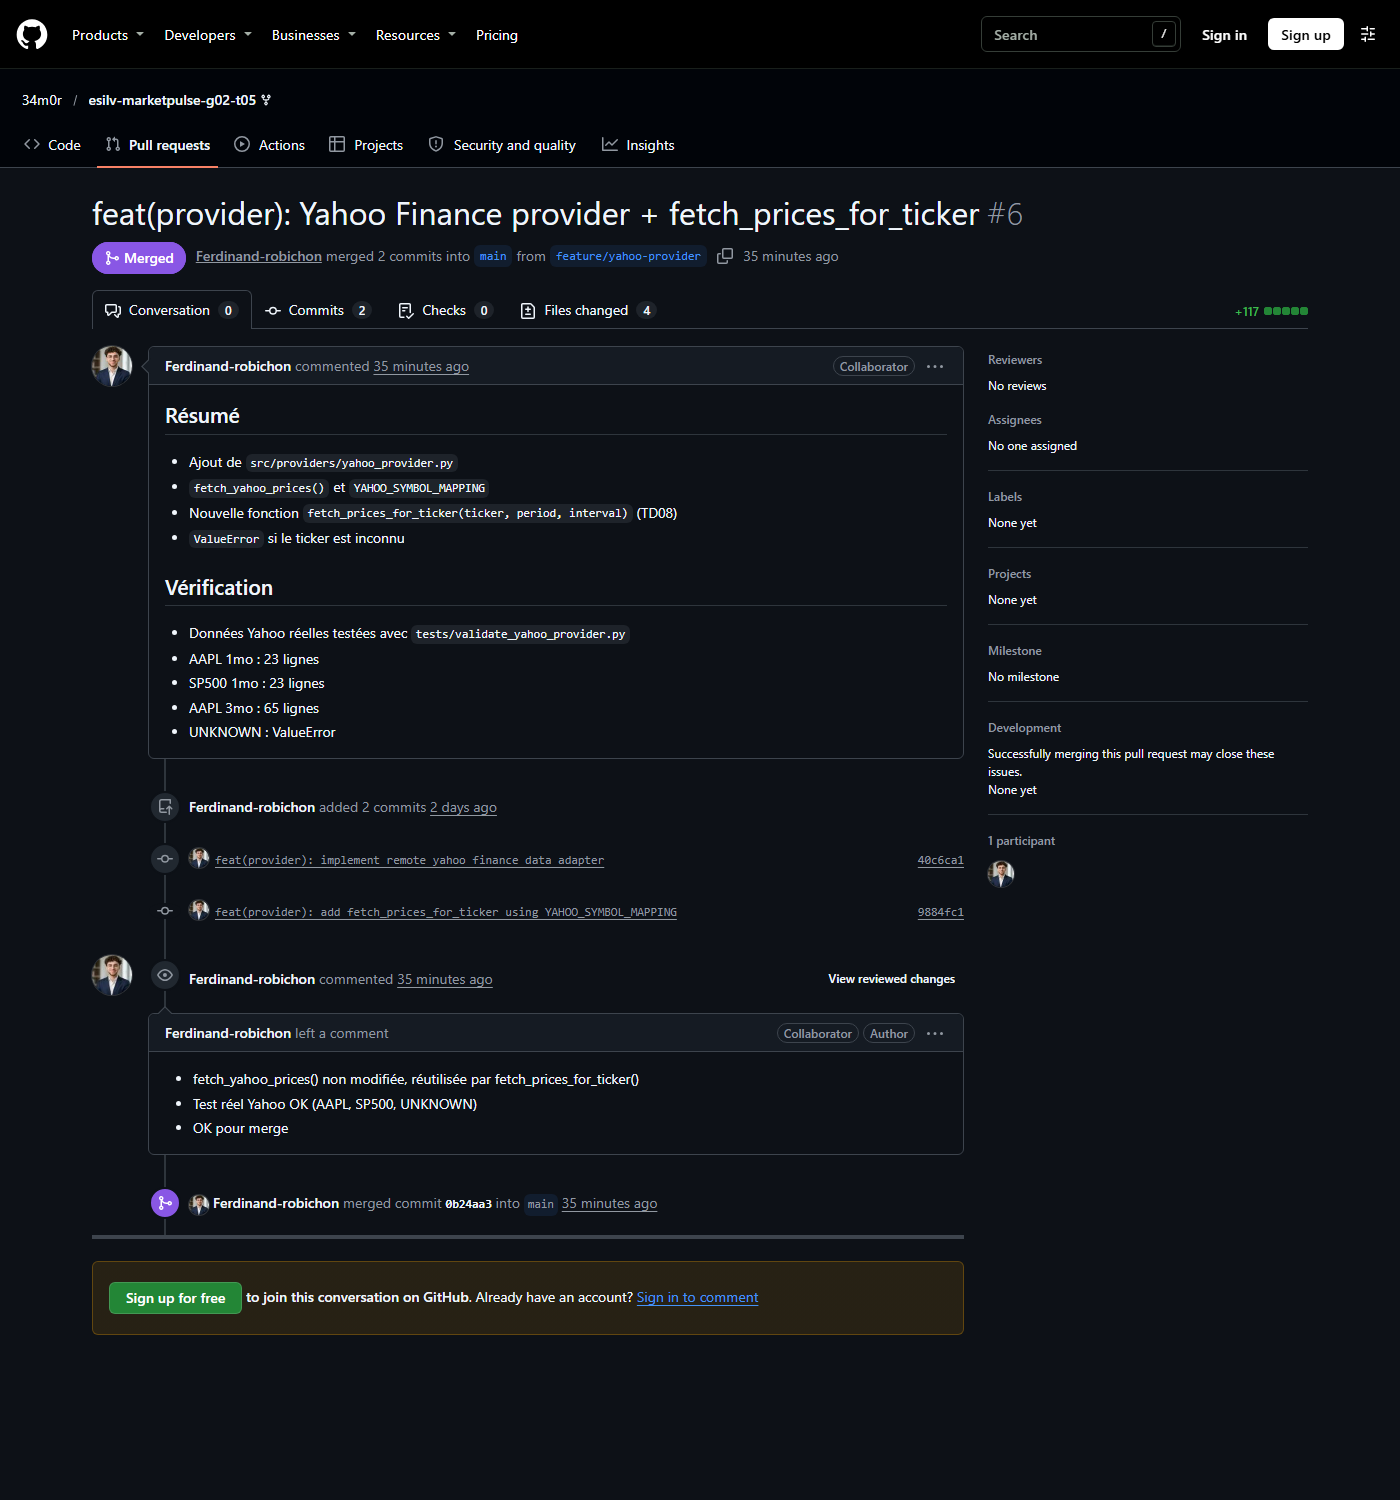 Products Developers Businesses Resources Pricing Search / Sign in Sign up
34m0r / esilv-marketpulse-g02-t05
Code Pull requests Actions Projects Security and quality Insights
feat(provider): Yahoo Finance provider + fetch_prices_for_ticker #6
Merged Ferdinand-robichon merged 2 commits into main from feature/yahoo-provider 35 minutes ago
Conversation 0 Commits 2 Checks 0 Files changed 4 +117
Ferdinand-robichon commented 35 minutes ago Collaborator
Résumé
Ajout de src/providers/yahoo_provider.py
fetch_yahoo_prices() et YAHOO_SYMBOL_MAPPING
Nouvelle fonction fetch_prices_for_ticker(ticker, period, interval) (TD08)
ValueError si le ticker est inconnu
Vérification
Données Yahoo réelles testées avec tests/validate_yahoo_provider.py
AAPL 1mo : 23 lignes
SP500 1mo : 23 lignes
AAPL 3mo : 65 lignes
UNKNOWN : ValueError
Ferdinand-robichon added 2 commits 2 days ago
feat(provider): implement remote yahoo finance data adapter 40c6ca1
feat(provider): add fetch_prices_for_ticker using YAHOO_SYMBOL_MAPPING 9884fc1
Ferdinand-robichon commented 35 minutes ago View reviewed changes
Ferdinand-robichon left a comment Collaborator Author
fetch_yahoo_prices() non modifiée, réutilisée par fetch_prices_for_ticker()
Test réel Yahoo OK (AAPL, SP500, UNKNOWN)
OK pour merge
Ferdinand-robichon merged commit 0b24aa3 into main 35 minutes ago
Sign up for free to join this conversation on GitHub. Already have an account? Sign in to comment
Reviewers
No reviews
Assignees
No one assigned
Labels
None yet
Projects
None yet
Milestone
No milestone
Development
Successfully merging this pull request may close these
issues.
None yet
1 participant